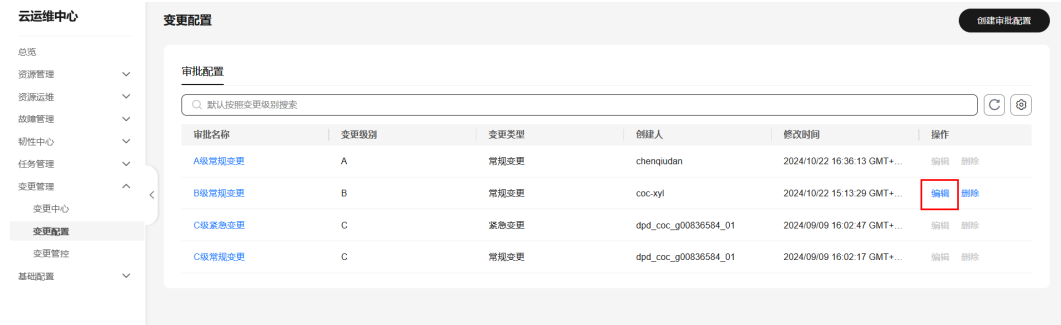 云运维中心
总览
资源管理
资源运维
故障管理
韧性中心
任务管理
变更管理
变更中心
变更配置
变更管控
基础配置
变更配置
创建审批配置
审批配置
默认按照变更级别搜索
审批名称 变更级别 变更类型 创建人 修改时间 操作
A级常规变更 A 常规变更 chenqiudan 2024/10/22 16:36:13 GMT+... 编辑 删除
B级常规变更 B 常规变更 coc-xyl 2024/10/22 15:13:29 GMT+... 编辑 删除
C级紧急变更 C 紧急变更 dpd_coc_g00836584_01 2024/09/09 16:02:47 GMT+... 编辑 删除
C级常规变更 C 常规变更 dpd_coc_g00836584_01 2024/09/09 16:02:17 GMT+... 编辑 删除